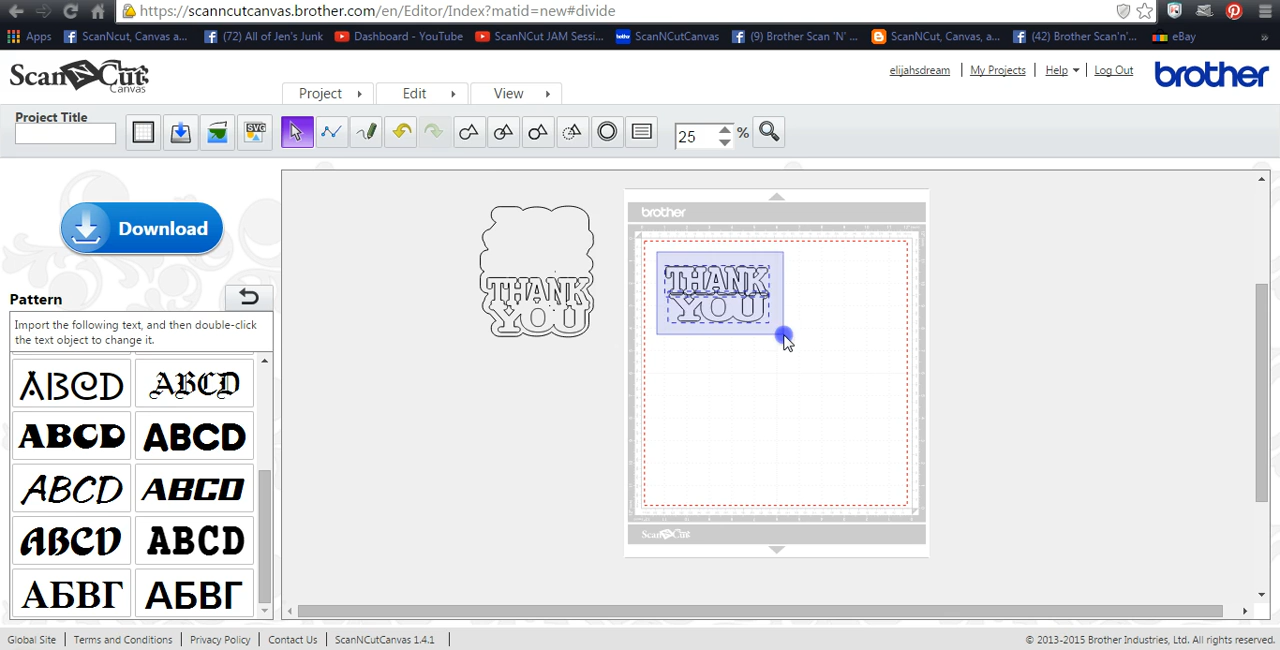 https://scanncutcanvas.brother.com/en/Editor/Index?matid=new#divide
Apps ScanNcut, Canvas a... (72) All of Jen's Junk Dashboard - YouTube ScanNCut JAM Sessi... ScanNCutCanvas (9) Brother Scan 'N' ... ScanNCut, Canvas, a... (42) Brother Scan'n'... eBay
ScanNCut Canvas
elijahsdream My Projects Help Log Out
brother
Project Edit View
Project Title
SVG
25 %
Download
Pattern
Import the following text, and then double-click
the text object to change it.
ABCD ABCD
ABCD ABCD
ABCD ABCD
ABCD ABCD
АБВГ АБВГ
THANK
YOU
brother
THANK
YOU
ScanNCut
Global Site Terms and Conditions Privacy Policy Contact Us ScanNCutCanvas 1.4.1
© 2013-2015 Brother Industries, Ltd. All rights reserved.